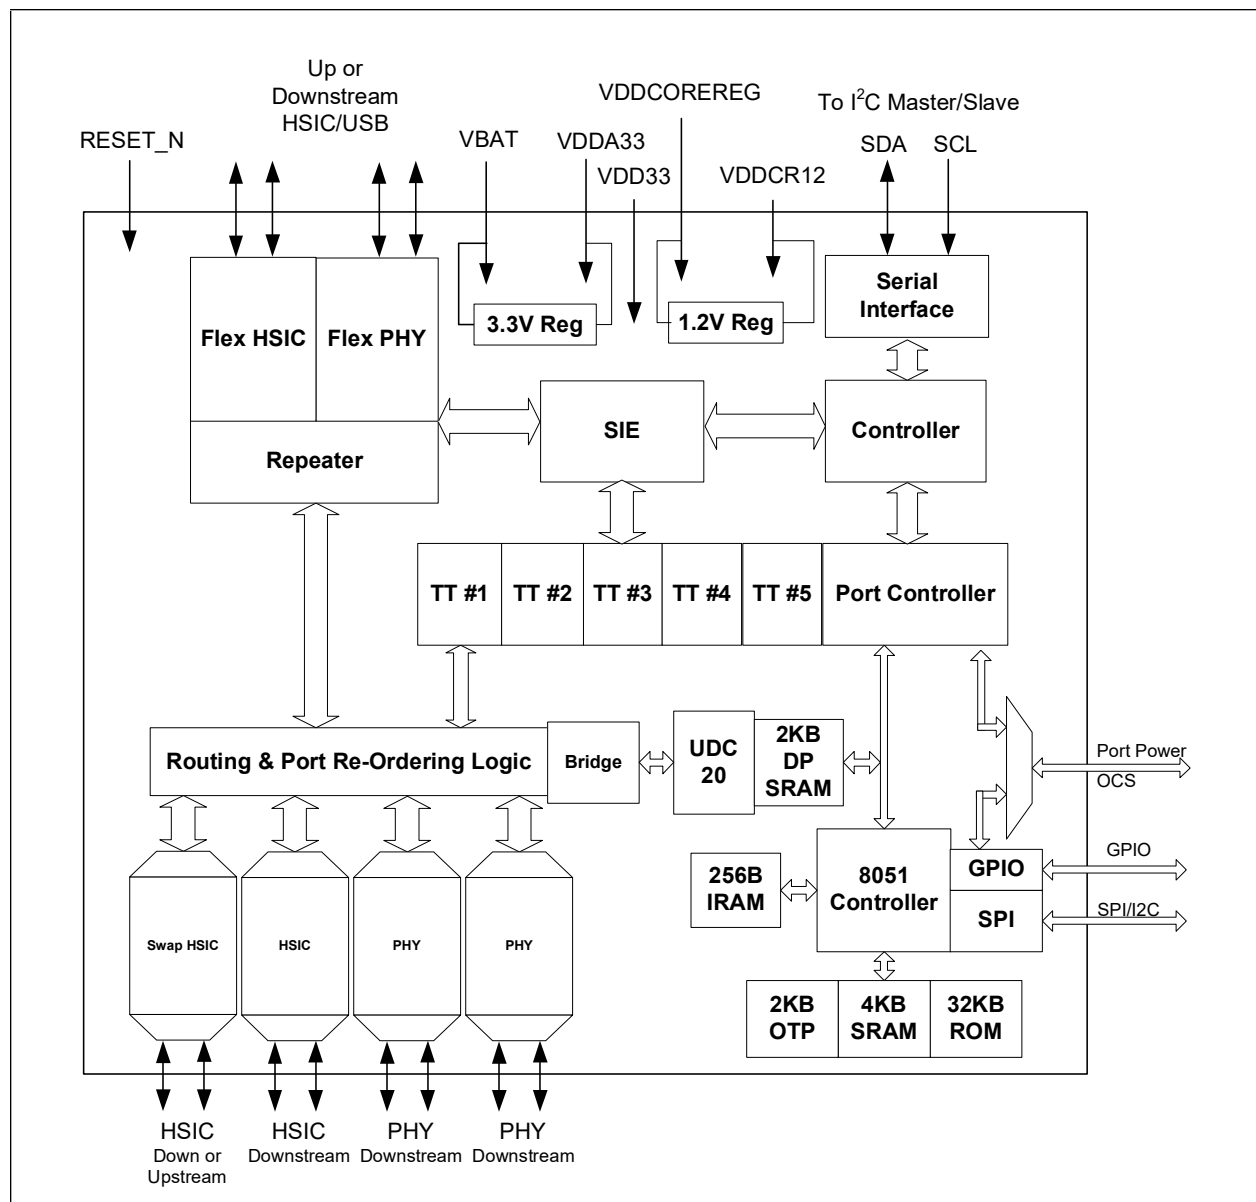 Up or
Downstream
HSIC/USB
RESET_N
VBAT
VDDA33
VDDCOREREG
VDD33
VDDCR12
To I²C Master/Slave
SDA
SCL
Flex HSIC
Flex PHY
Repeater
3.3V Reg
1.2V Reg
Serial
Interface
SIE
Controller
TT #1
TT #2
TT #3
TT #4
TT #5
Port Controller
Routing & Port Re-Ordering Logic
Bridge
UDC
20
2KB
DP
SRAM
Port Power
OCS
256B
IRAM
8051
Controller
GPIO
SPI
GPIO
SPI/I2C
Swap HSIC
HSIC
PHY
PHY
2KB
OTP
4KB
SRAM
32KB
ROM
HSIC
Down or
Upstream
HSIC
Downstream
PHY
Downstream
PHY
Downstream